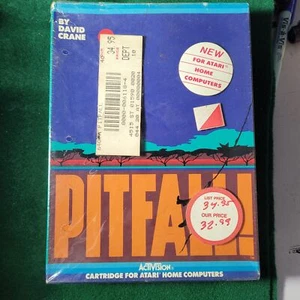 BY
DAVID
CRANE
NEW
FOR ATARI®
HOME
COMPUTERS
PITFALL!
LIST PRICE
34.95
OUR PRICE
32.99
ACTIVISION®
CARTRIDGE FOR ATARI® HOME COMPUTERS